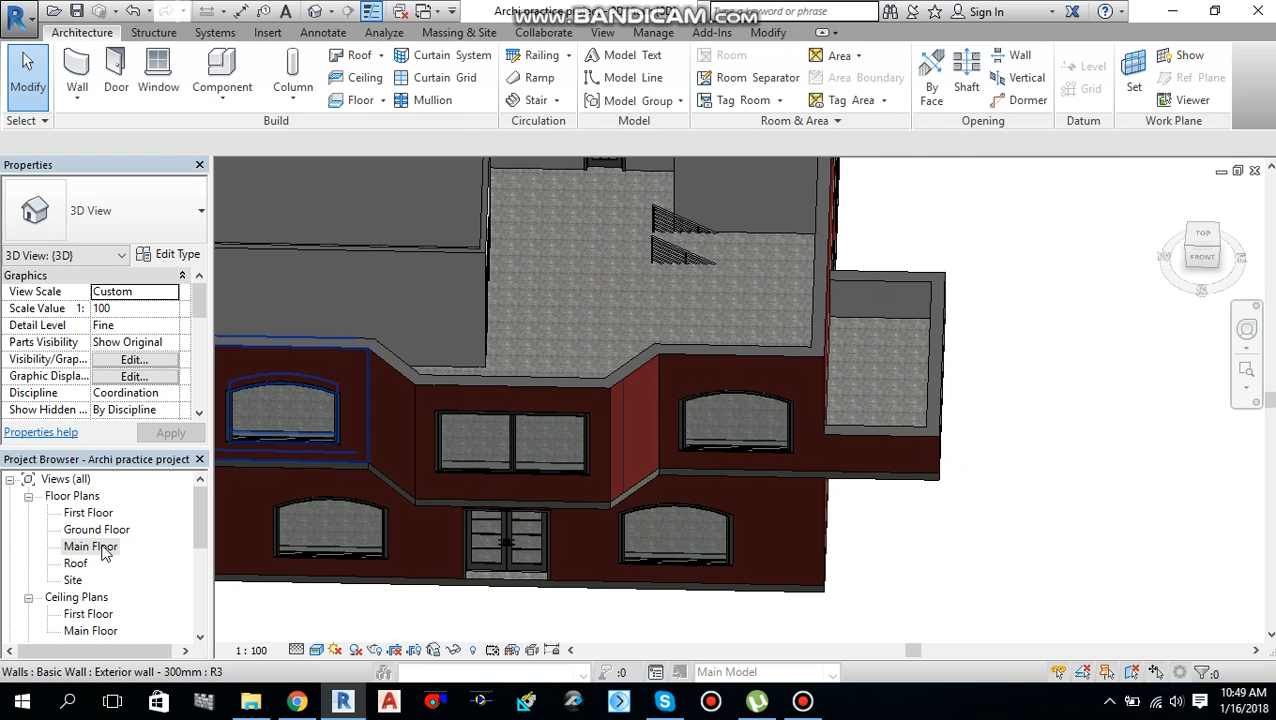 Archi practice p
www.BANDICAM.com
Type a keyword or phrase
Sign In
Architecture Structure Systems Insert Annotate Analyze Massing & Site Collaborate View Manage Add-Ins Modify
Modify
Wall
Door
Window
Component
Column
Roof
Ceiling
Floor
Curtain System
Curtain Grid
Mullion
Railing
Ramp
Stair
Model Text
Model Line
Model Group
Room
Room Separator
Tag Room
Area
Area Boundary
Tag Area
By
Face
Shaft
Wall
Vertical
Dormer
Level
Grid
Set
Show
Ref Plane
Viewer
Select
Build
Circulation
Model
Room & Area
Opening
Datum
Work Plane
Properties
3D View
3D View: {3D}
Edit Type
Graphics
View Scale Custom
Scale Value 1: 100
Detail Level Fine
Parts Visibility Show Original
Visibility/Grap... Edit...
Graphic Displa... Edit...
Discipline Coordination
Show Hidden ... By Discipline
Properties help
Apply
Project Browser - Archi practice project
Views (all)
Floor Plans
First Floor
Ground Floor
Main Floor
Roof
Site
Ceiling Plans
First Floor
Main Floor
TOP
FRONT
W
E
S
1 : 100
Walls : Basic Wall : Exterior wall - 300mm : R3
:0
Main Model
:0
10:49 AM
1/16/2018